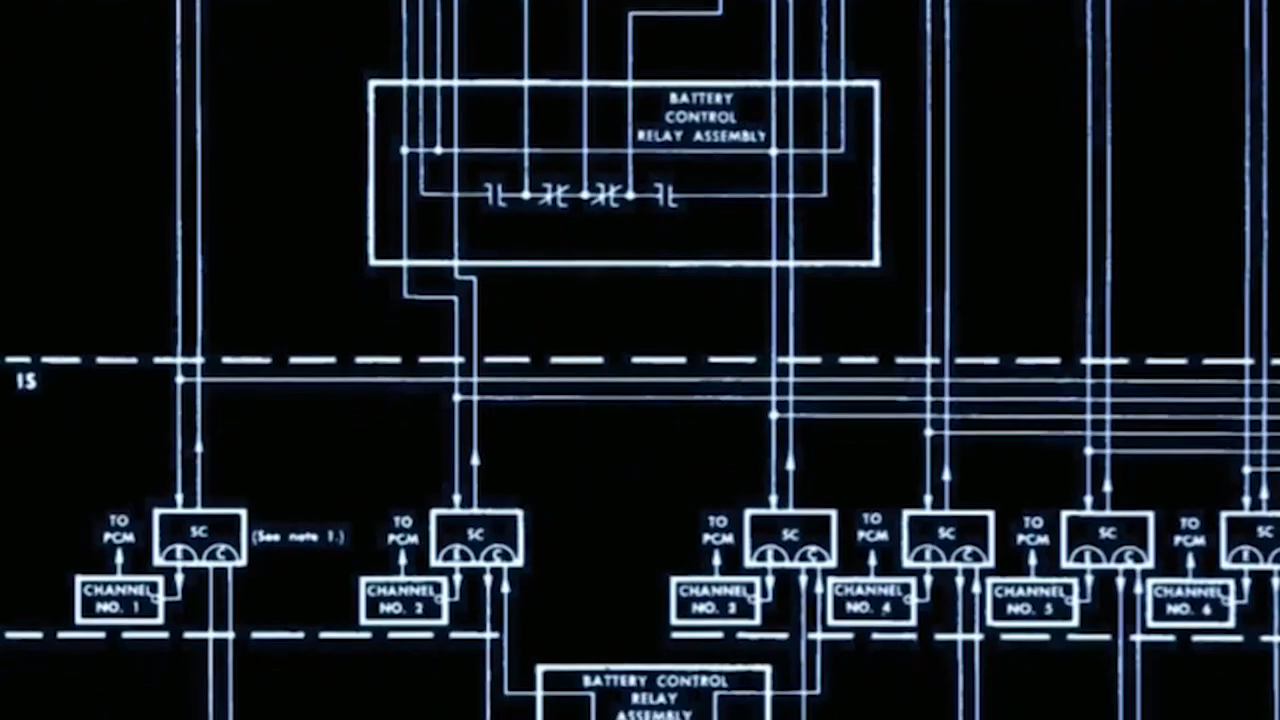 BATTERY
CONTROL
RELAY ASSEMBLY
IS
TO
PCM
SC
(See note 1.)
E
C
CHANNEL
NO. 1
TO
PCM
SC
E
C
CHANNEL
NO. 2
TO
PCM
SC
C
CHANNEL
NO. 3
TO
PCM
SC
E
C
CHANNEL
NO. 4
TO
PCM
SC
E
C
CHANNEL
NO. 5
TO
PCM
SC
E
CHANNEL
NO. 6
BATTERY CONTROL
RELAY
ASSEMBLY